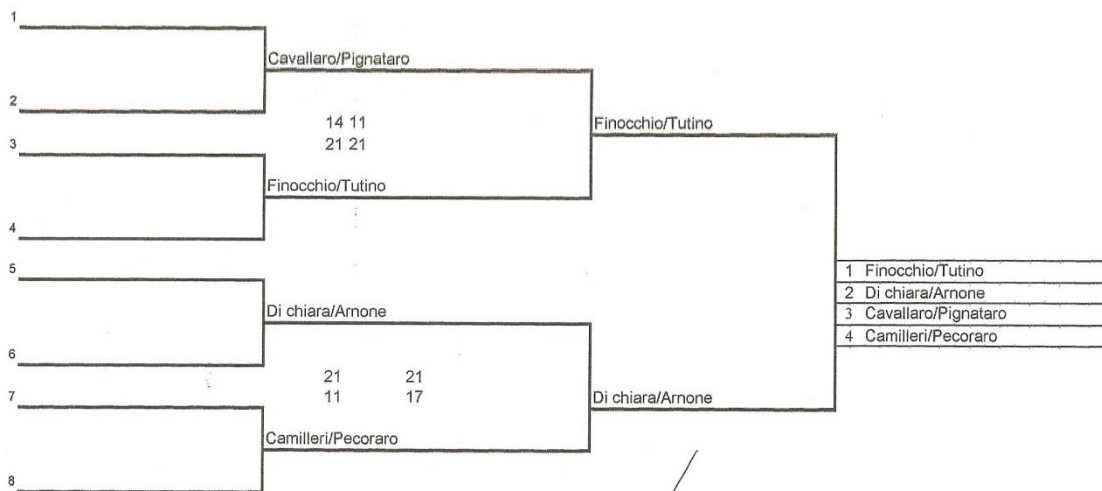 1
Cavallaro/Pignataro
2
14 11
Finocchio/Tutino
3
21 21
Finocchio/Tutino
4
5
1 Finocchio/Tutino
2 Di chiara/Arnone
Di chiara/Arnone
3 Cavallaro/Pignataro
4 Camilleri/Pecoraro
6
21 21
7
11 17
Di chiara/Arnone
Camilleri/Pecoraro
8